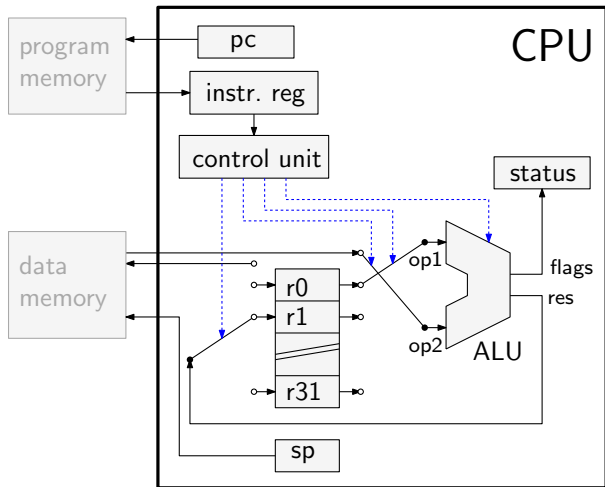 program
memory
pc
CPU
instr. reg
control unit
status
data
memory
op1
flags
r0
res
r1
op2
ALU
r31
sp